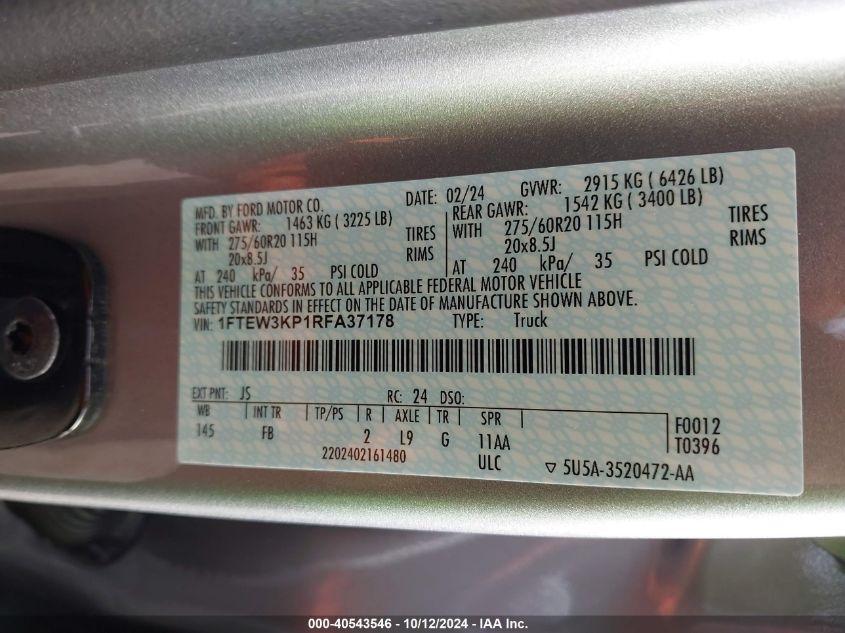 MFD. BY FORD MOTOR CO. DATE: 02/24 GVWR: 2915 KG ( 6426 LB)
FRONT GAWR: 1463 KG ( 3225 LB) REAR GAWR: 1542 KG ( 3400 LB)
WITH 275/60R20 115H TIRES WITH 275/60R20 115H TIRES
20x8.5J RIMS 20x8.5J RIMS
AT 240 kPa/ 35 PSI COLD AT 240 kPa/ 35 PSI COLD
THIS VEHICLE CONFORMS TO ALL APPLICABLE FEDERAL MOTOR VEHICLE
SAFETY STANDARDS IN EFFECT ON THE DATE OF MANUFACTURE SHOWN ABOVE.
VIN: 1FTEW3KP1RFA37178 TYPE: Truck
EXT PNT: JS RC: 24 DSO:
WB INT TR TP/PS R AXLE TR SPR F0012
145 FB 2 L9 G 11AA T0396
2202402161480 ULC 5U5A-3520472-AA
000-40543546 - 10/12/2024 - IAA Inc.